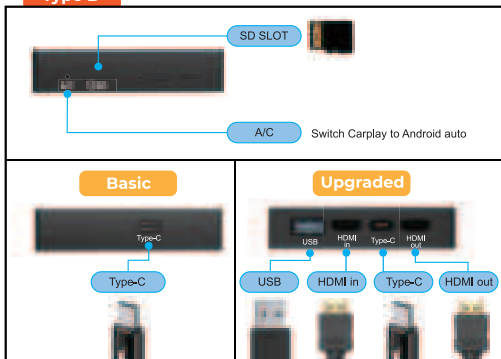 SD SLOT
A/C
Switch Carplay to Android auto
Basic
Upgraded
Type-C
USB
HDMI in
Type-C
HDMI out
Type-C
USB
HDMI in
Type-C
HDMI out